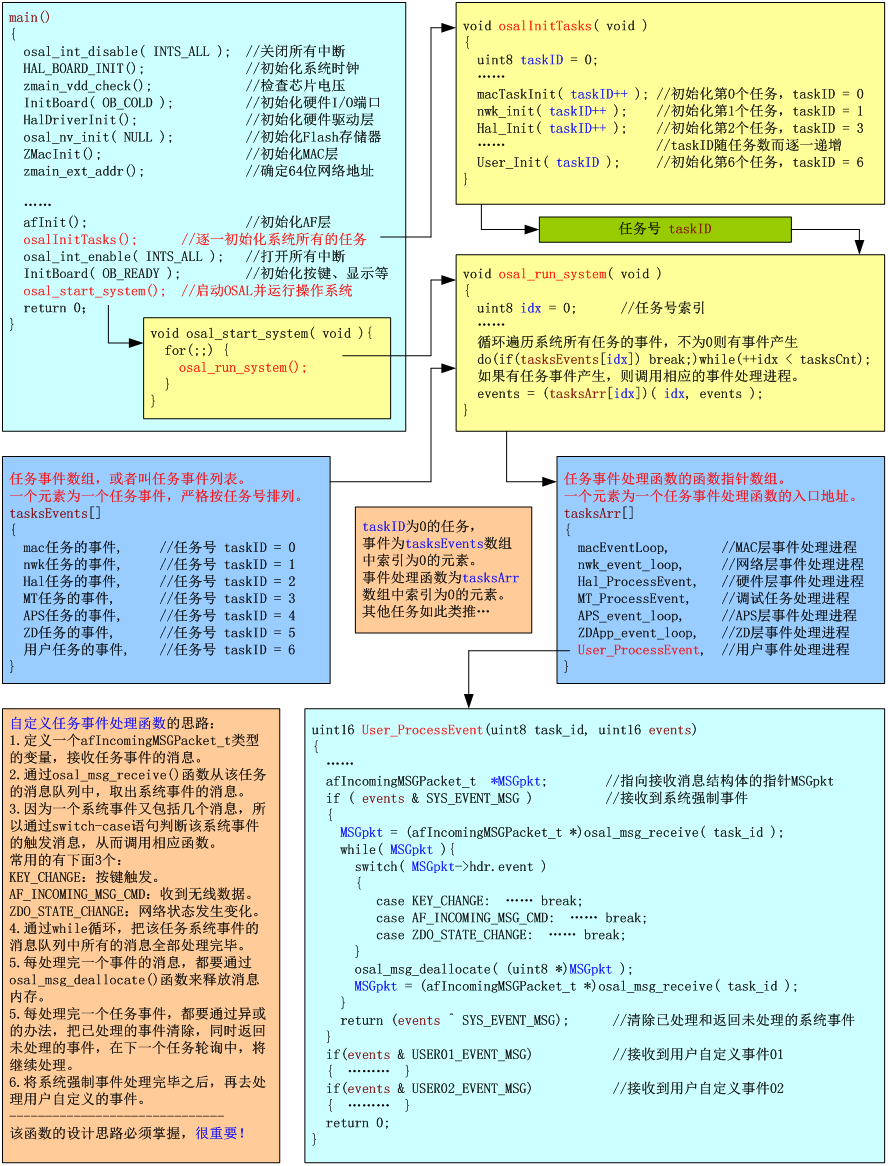 main()
{
osal_int_disable( INTS_ALL ); //关闭所有中断
HAL_BOARD_INIT(); //初始化系统时钟
zmain_vdd_check(); //检查芯片电压
InitBoard( OB_COLD ); //初始化硬件I/O端口
HalDriverInit(); //初始化硬件驱动层
osal_nv_init( NULL ); //初始化Flash存储器
ZMacInit(); //初始化MAC层
zmain_ext_addr(); //确定64位网络地址
……
afInit(); //初始化AF层
osalInitTasks(); //逐一初始化系统所有的任务
osal_int_enable( INTS_ALL ); //打开所有中断
InitBoard( OB_READY ); //初始化按键、显示等
osal_start_system(); //启动OSAL并运行操作系统
return 0;
}
void osal_start_system( void ){
for(;;) {
osal_run_system();
}
}
void osalInitTasks( void )
{
uint8 taskID = 0;
……
macTaskInit( taskID++ ); //初始化第0个任务, taskID = 0
nwk_init( taskID++ ); //初始化第1个任务, taskID = 1
Hal_Init( taskID++ ); //初始化第2个任务, taskID = 3
…… //taskID随任务数而逐一递增
User_Init( taskID ); //初始化第6个任务, taskID = 6
}
任务号 taskID
void osal_run_system( void )
{
uint8 idx = 0; //任务号索引
……
循环遍历系统所有任务的事件，不为0则有事件产生
do(if(tasksEvents[idx]) break;)while(++idx < tasksCnt);
如果有任务事件产生，则调用相应的事件处理进程。
events = (tasksArr[idx])( idx, events );
}
任务事件数组，或者叫任务事件列表。
一个元素为一个任务事件，严格按任务号排列。
tasksEvents[]
{
mac任务的事件, //任务号 taskID = 0
nwk任务的事件, //任务号 taskID = 1
Hal任务的事件, //任务号 taskID = 2
MT任务的事件, //任务号 taskID = 3
APS任务的事件, //任务号 taskID = 4
ZD任务的事件, //任务号 taskID = 5
用户任务的事件, //任务号 taskID = 6
}
taskID为0的任务，
事件为tasksEvents数组
中索引为0的元素。
事件处理函数为tasksArr
数组中索引为0的元素。
其他任务如此类推…
任务事件处理函数的函数指针数组。
一个元素为一个任务事件处理函数的入口地址。
tasksArr[]
{
macEventLoop, //MAC层事件处理进程
nwk_event_loop, //网络层事件处理进程
Hal_ProcessEvent, //硬件层事件处理进程
MT_ProcessEvent, //调试任务处理进程
APS_event_loop, //APS层事件处理进程
ZDApp_event_loop, //ZD层事件处理进程
User_ProcessEvent, //用户事件处理进程
}
自定义任务事件处理函数的思路：
1.定义一个afIncomingMSGPacket_t类型
的变量，接收任务事件的消息。
2.通过osal_msg_receive()函数从该任务
的消息队列中，取出系统事件的消息。
3.因为一个系统事件又包括几个消息，所
以通过switch-case语句判断该系统事件
的触发消息，从而调用相应函数。
常用的有下面3个：
KEY_CHANGE：按键触发。
AF_INCOMING_MSG_CMD：收到无线数据。
ZDO_STATE_CHANGE：网络状态发生变化。
4.通过while循环，把该任务系统事件的
消息队列中所有的消息全部处理完毕。
5.每处理完一个事件的消息，都要通过
osal_msg_deallocate()函数来释放消息
内存。
5.每处理完一个任务事件，都要通过异或
的办法，把已处理的事件清除，同时返回
未处理的事件，在下一个任务轮询中，将
继续处理。
6.将系统强制事件处理完毕之后，再去处
理用户自定义的事件。
------------------------------
该函数的设计思路必须掌握，很重要！
uint16 User_ProcessEvent(uint8 task_id, uint16 events)
{
……
afIncomingMSGPacket_t *MSGpkt; //指向接收消息结构体的指针MSGpkt
if ( events & SYS_EVENT_MSG ) //接收到系统强制事件
{
MSGpkt = (afIncomingMSGPacket_t *)osal_msg_receive( task_id );
while( MSGpkt ){
switch( MSGpkt->hdr.event )
{
case KEY_CHANGE: …… break;
case AF_INCOMING_MSG_CMD: …… break;
case ZDO_STATE_CHANGE: …… break;
}
osal_msg_deallocate( (uint8 *)MSGpkt );
MSGpkt = (afIncomingMSGPacket_t *)osal_msg_receive( task_id );
}
return (events ^ SYS_EVENT_MSG); //清除已处理和返回未处理的系统事件
}
if(events & USER01_EVENT_MSG) //接收到用户自定义事件01
{ ……… }
if(events & USER02_EVENT_MSG) //接收到用户自定义事件02
{ ……… }
return 0;
}